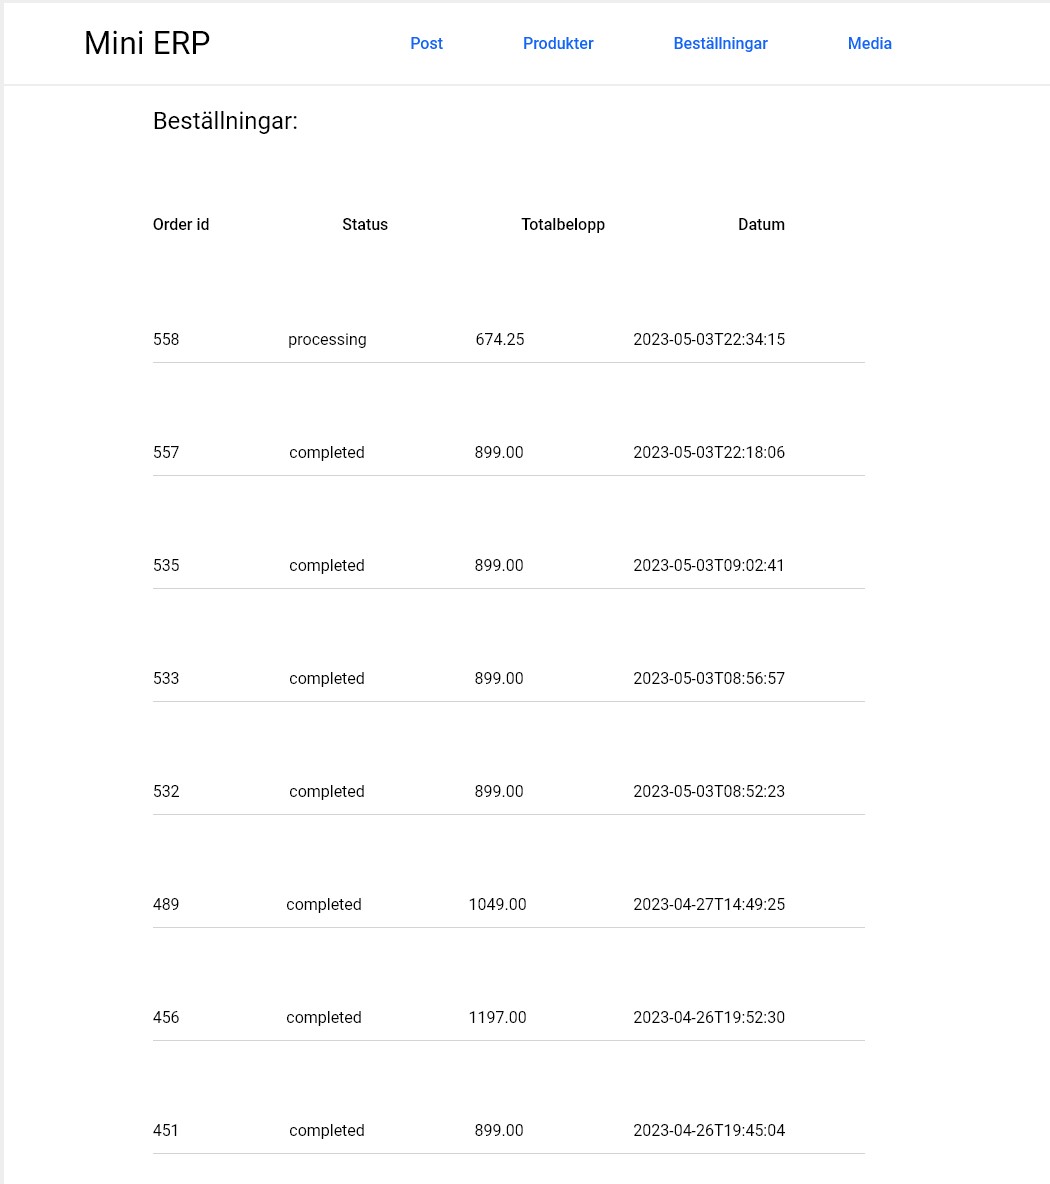 Mini ERP Post Produkter Beställningar Media
Beställningar:
Order id Status Totalbelopp Datum
558 processing 674.25 2023-05-03T22:34:15
557 completed 899.00 2023-05-03T22:18:06
535 completed 899.00 2023-05-03T09:02:41
533 completed 899.00 2023-05-03T08:56:57
532 completed 899.00 2023-05-03T08:52:23
489 completed 1049.00 2023-04-27T14:49:25
456 completed 1197.00 2023-04-26T19:52:30
451 completed 899.00 2023-04-26T19:45:04